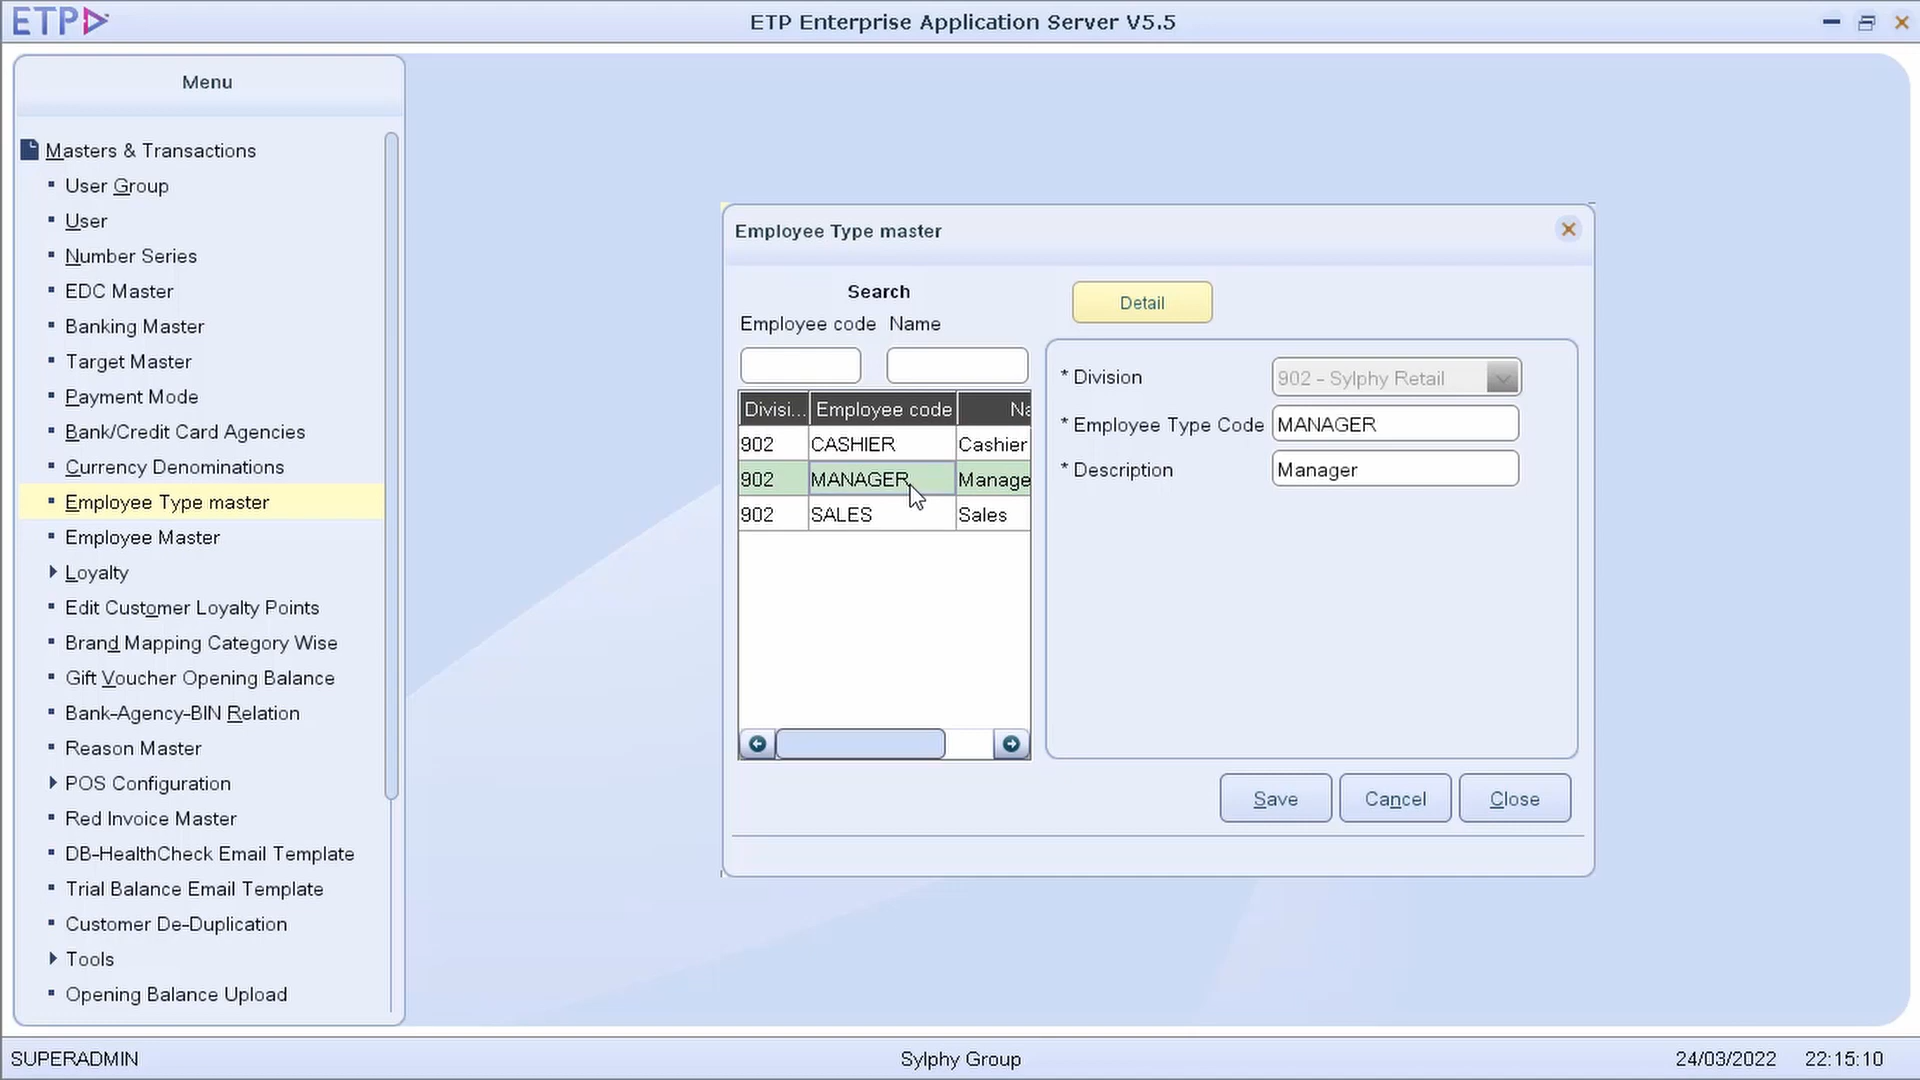 ETP
ETP Enterprise Application Server V5.5
Menu
Masters & Transactions
User Group
User
Number Series
EDC Master
Banking Master
Target Master
Payment Mode
Bank/Credit Card Agencies
Currency Denominations
Employee Type master
Employee Master
Loyalty
Edit Customer Loyalty Points
Brand Mapping Category Wise
Gift Voucher Opening Balance
Bank-Agency-BIN Relation
Reason Master
POS Configuration
Red Invoice Master
DB-HealthCheck Email Template
Trial Balance Email Template
Customer De-Duplication
Tools
Opening Balance Upload
Employee Type master
Search
Employee code Name
Divisi... Employee code Na
902 CASHIER Cashier
902 MANAGER Manage
902 SALES Sales
Detail
* Division 902 - Sylphy Retail
* Employee Type Code MANAGER
* Description Manager
Save Cancel Close
SUPERADMIN Sylphy Group 24/03/2022 22:15:10